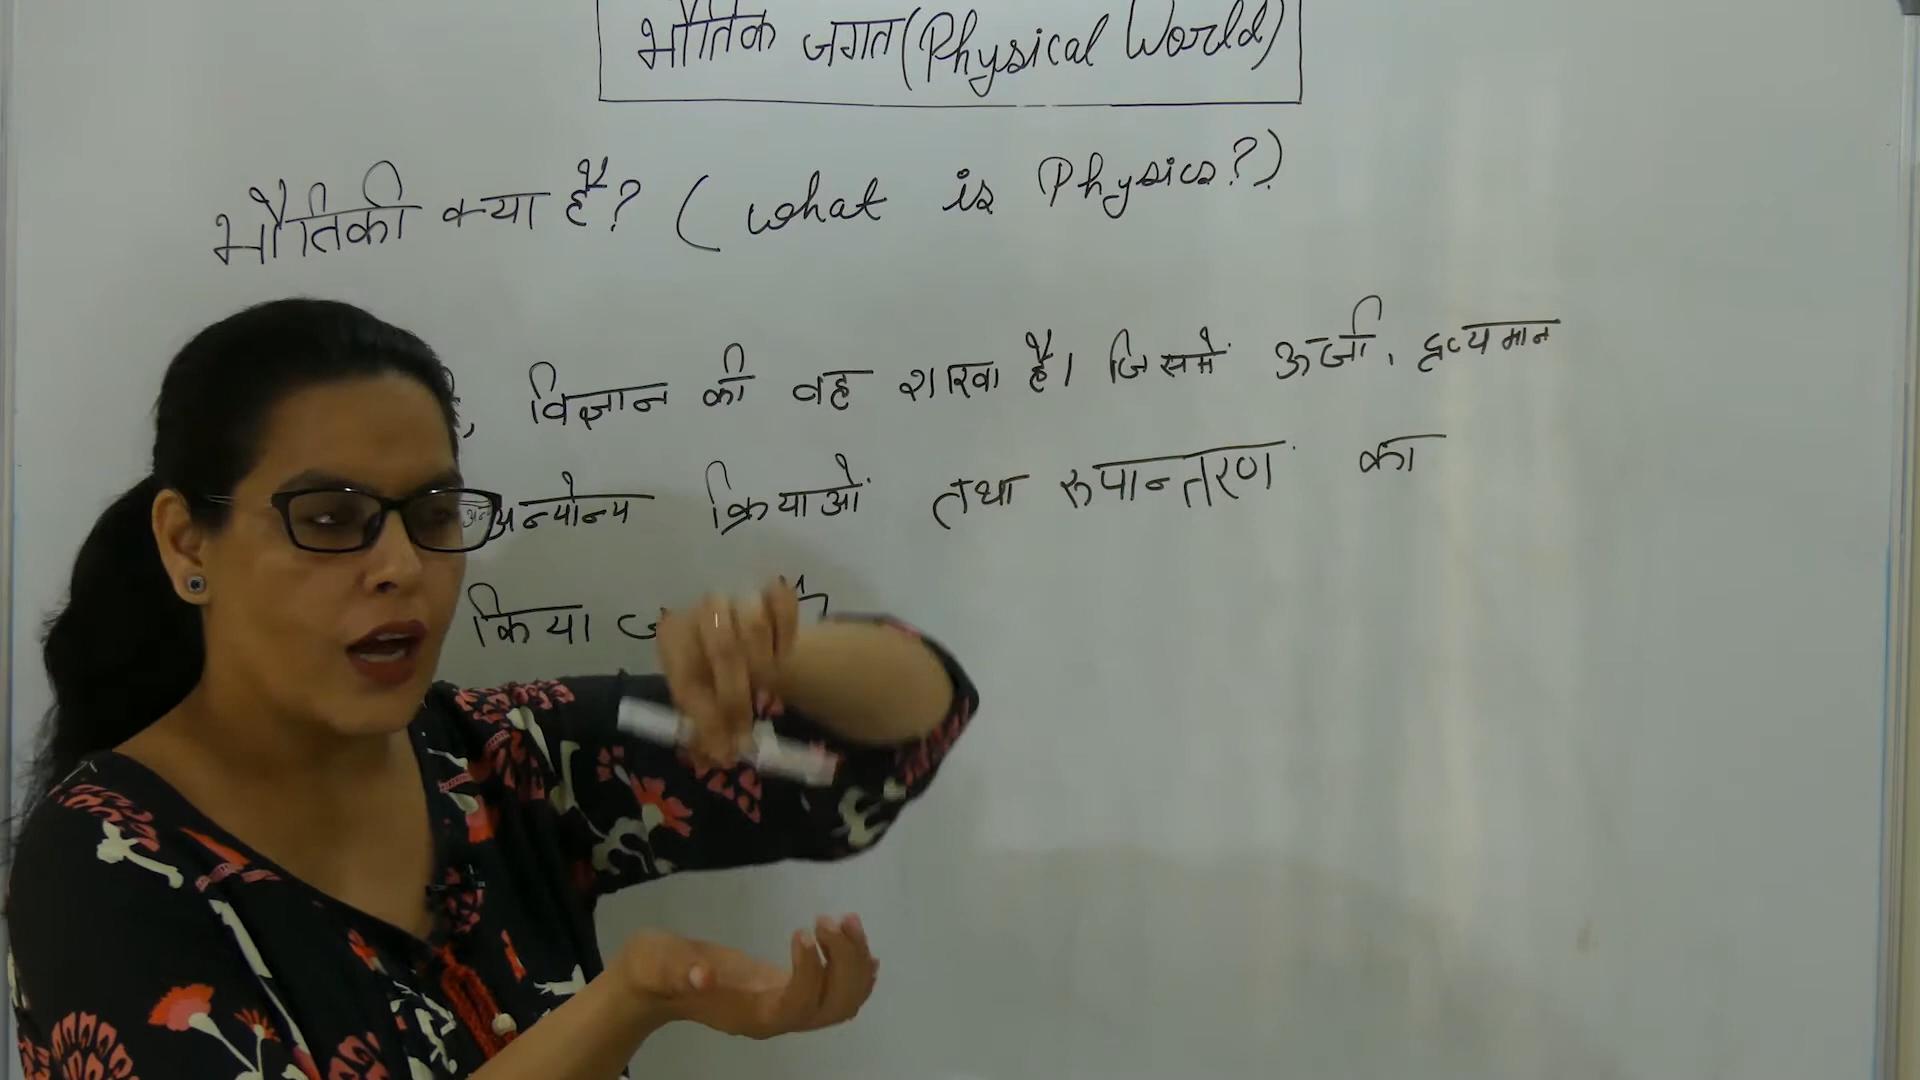 भौतिक जगत (Physical World)
भौतिकी क्या है? ( what is Physics?)
, विज्ञान की वह शाखा है। जिसमें ऊर्जा, द्रव्यमान
अन्योन्य क्रियाओं तथा रूपान्तरण का
किया